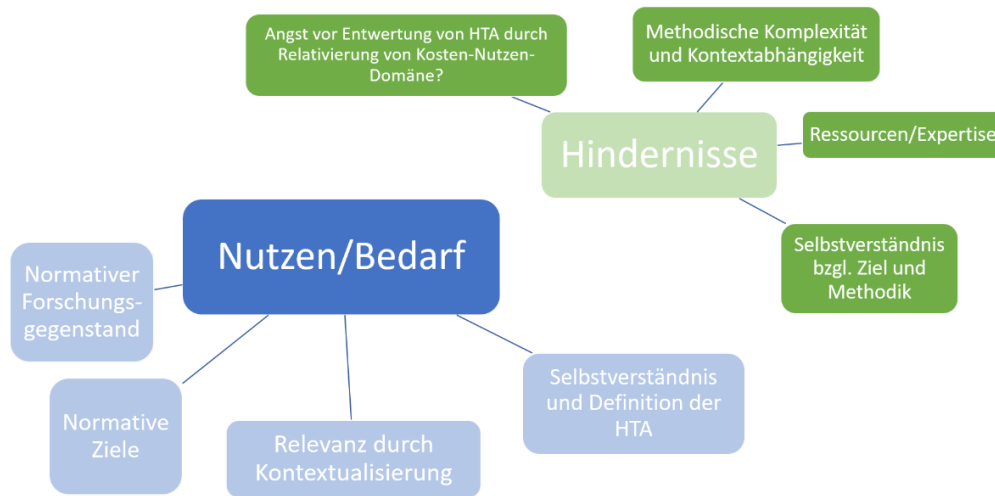 Angst vor Entwertung von HTA durch
Relativierung von Kosten-Nutzen-
Domäne?
Methodische Komplexität
und Kontextabhängigkeit
Hindernisse
Ressourcen/Expertise
Selbstverständnis
bzgl. Ziel und
Methodik
Nutzen/Bedarf
Normativer
Forschungs-
gegenstand
Normative
Ziele
Relevanz durch
Kontextualisierung
Selbstverständnis
und Definition der
HTA